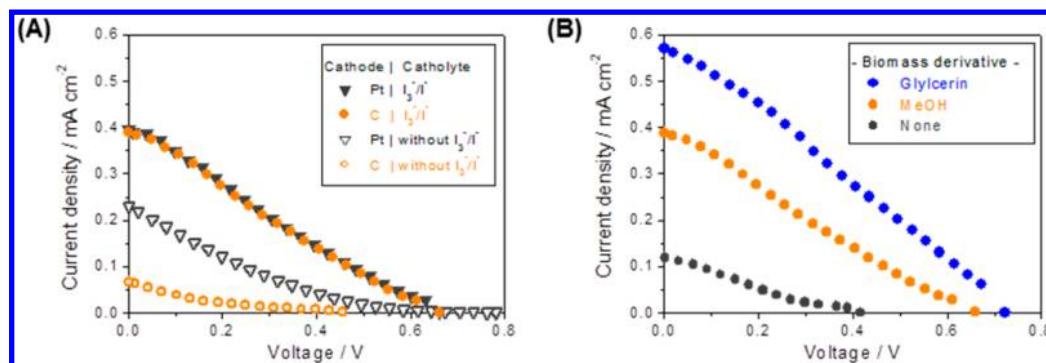 (A)
Current density / mA cm⁻²
0.6
0.5
0.4
0.3
0.2
0.1
0.0
Cathode | Catholyte
Pt | I₃⁻/I⁻
C | I₃⁻/I⁻
Pt | without I₃⁻/I⁻
C | without I₃⁻/I⁻
0.0 0.2 0.4 0.6 0.8
Voltage / V
(B)
Current density / mA cm⁻²
0.6
0.5
0.4
0.3
0.2
0.1
0.0
- Biomass derivative -
Glylcerin
MeOH
None
0.0 0.2 0.4 0.6 0.8
Voltage / V